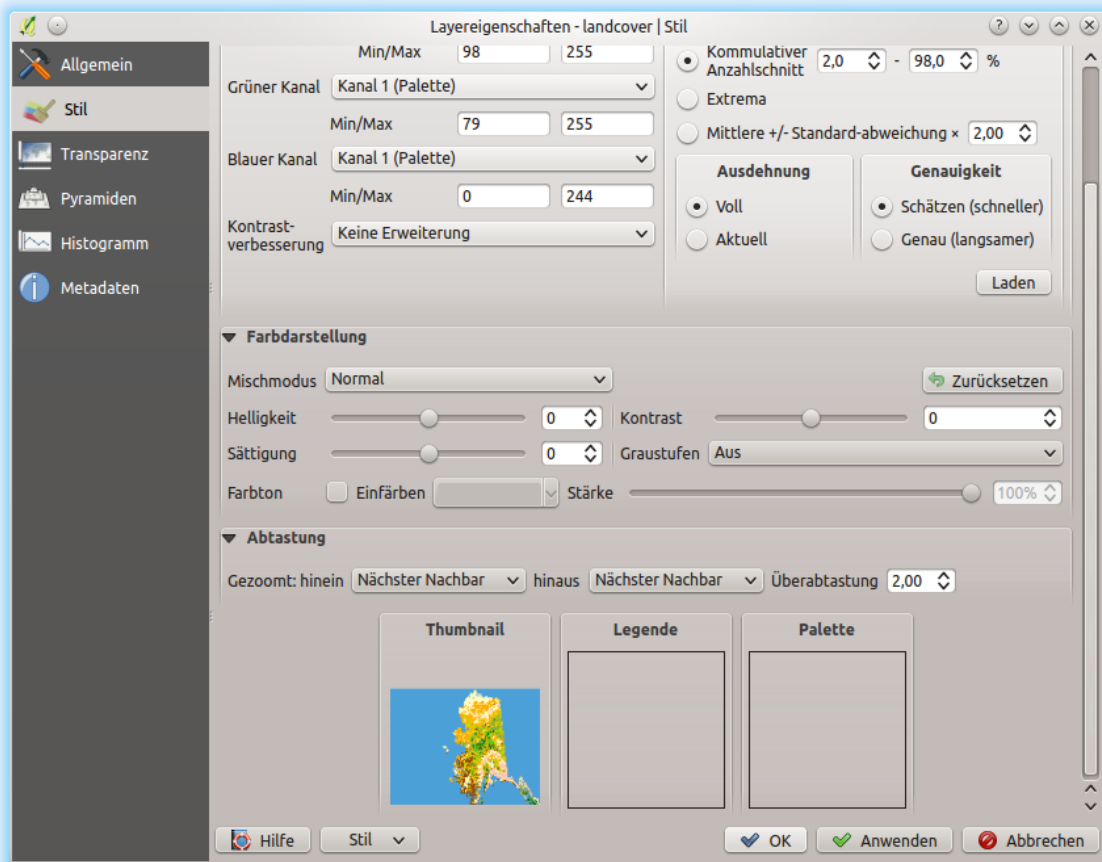 Layereigenschaften - landcover | Stil
Allgemein
Stil
Transparenz
Pyramiden
Histogramm
Metadaten
Min/Max 98 255
Grüner Kanal Kanal 1 (Palette)
Min/Max 79 255
Blauer Kanal Kanal 1 (Palette)
Min/Max 0 244
Kontrast-
verbesserung Keine Erweiterung
Kommulativer
Anzahlschnitt 2,0 - 98,0 %
Extrema
Mittlere +/- Standard-abweichung × 2,00
Ausdehnung
Voll
Aktuell
Genauigkeit
Schätzen (schneller)
Genau (langsamer)
Laden
Farbdarstellung
Mischmodus Normal Zurücksetzen
Helligkeit 0 Kontrast 0
Sättigung 0 Graustufen Aus
Farbton Einfärben Stärke 100%
Abtastung
Gezoomt: hinein Nächster Nachbar hinaus Nächster Nachbar Überabtastung 2,00
Thumbnail Legende Palette
Hilfe Stil OK Anwenden Abbrechen